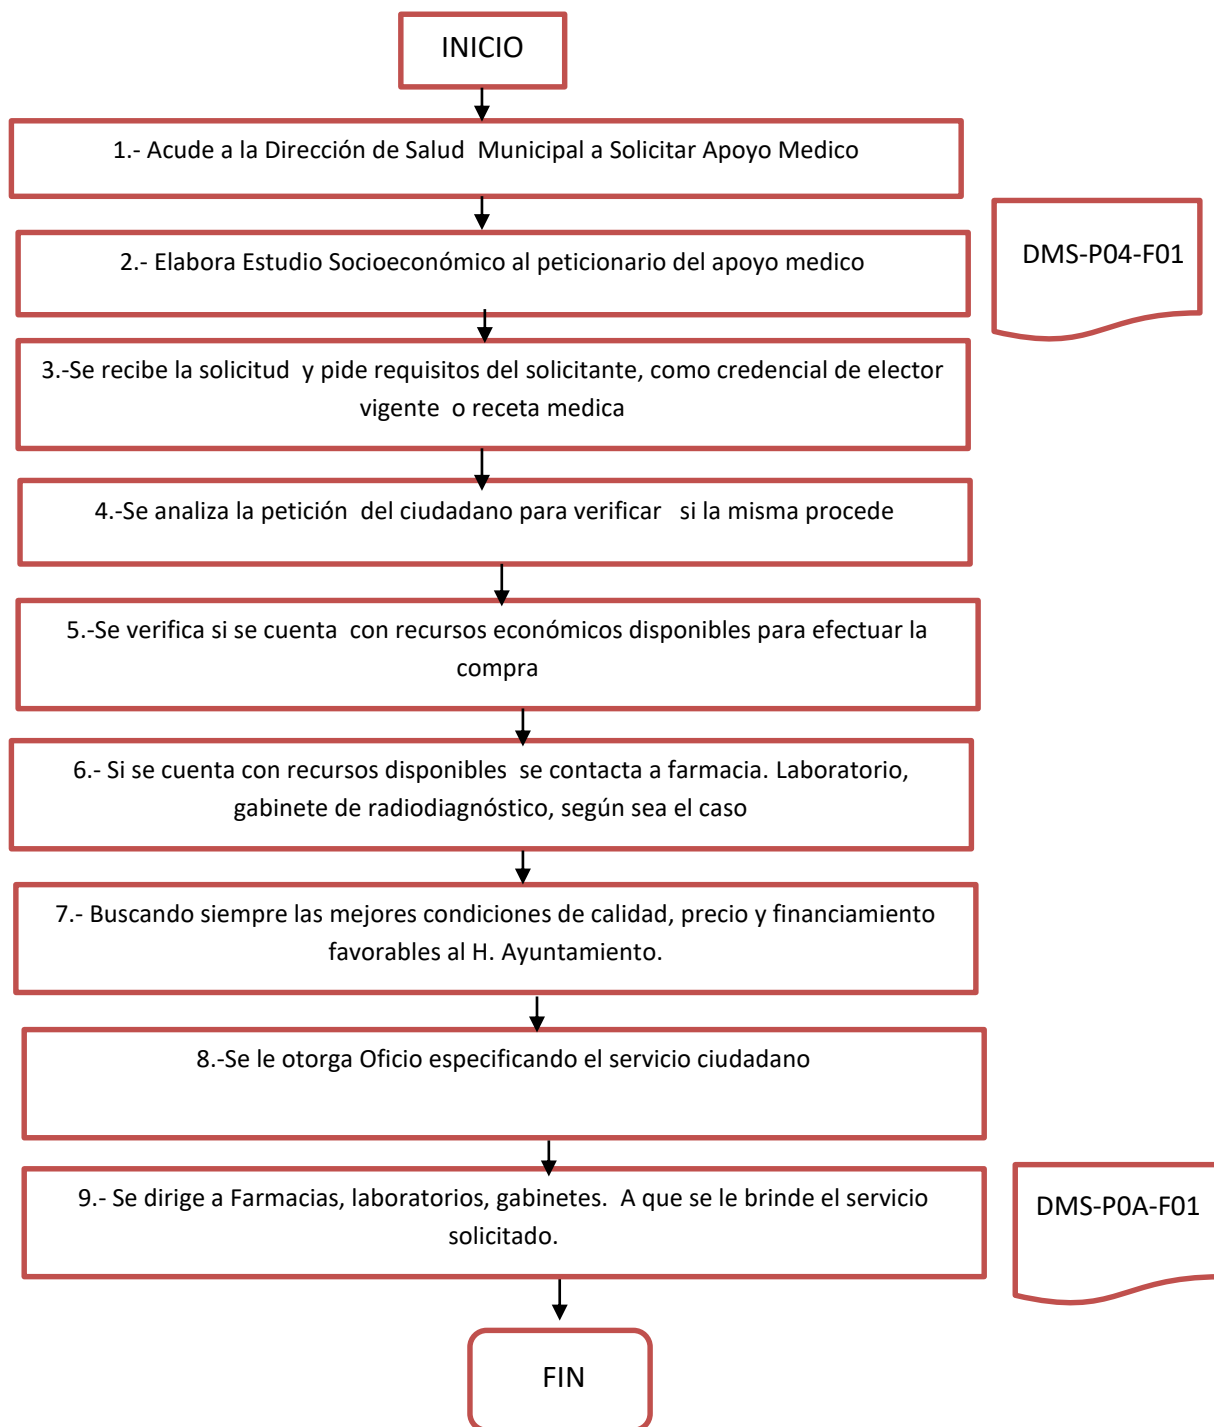 INICIO
1.- Acude a la Dirección de Salud  Municipal a Solicitar Apoyo Medico
2.- Elabora Estudio Socioeconómico al peticionario del apoyo medico
DMS-P04-F01
3.-Se recibe la solicitud  y pide requisitos del solicitante, como credencial de elector
vigente  o receta medica
4.-Se analiza la petición  del ciudadano para verificar   si la misma procede
5.-Se verifica si se cuenta  con recursos económicos disponibles para efectuar la
compra
6.- Si se cuenta con recursos disponibles  se contacta a farmacia. Laboratorio,
gabinete de radiodiagnóstico, según sea el caso
7.- Buscando siempre las mejores condiciones de calidad, precio y financiamiento
favorables al H. Ayuntamiento.
8.-Se le otorga Oficio especificando el servicio ciudadano
9.- Se dirige a Farmacias, laboratorios, gabinetes.  A que se le brinde el servicio
solicitado.
DMS-P0A-F01
FIN